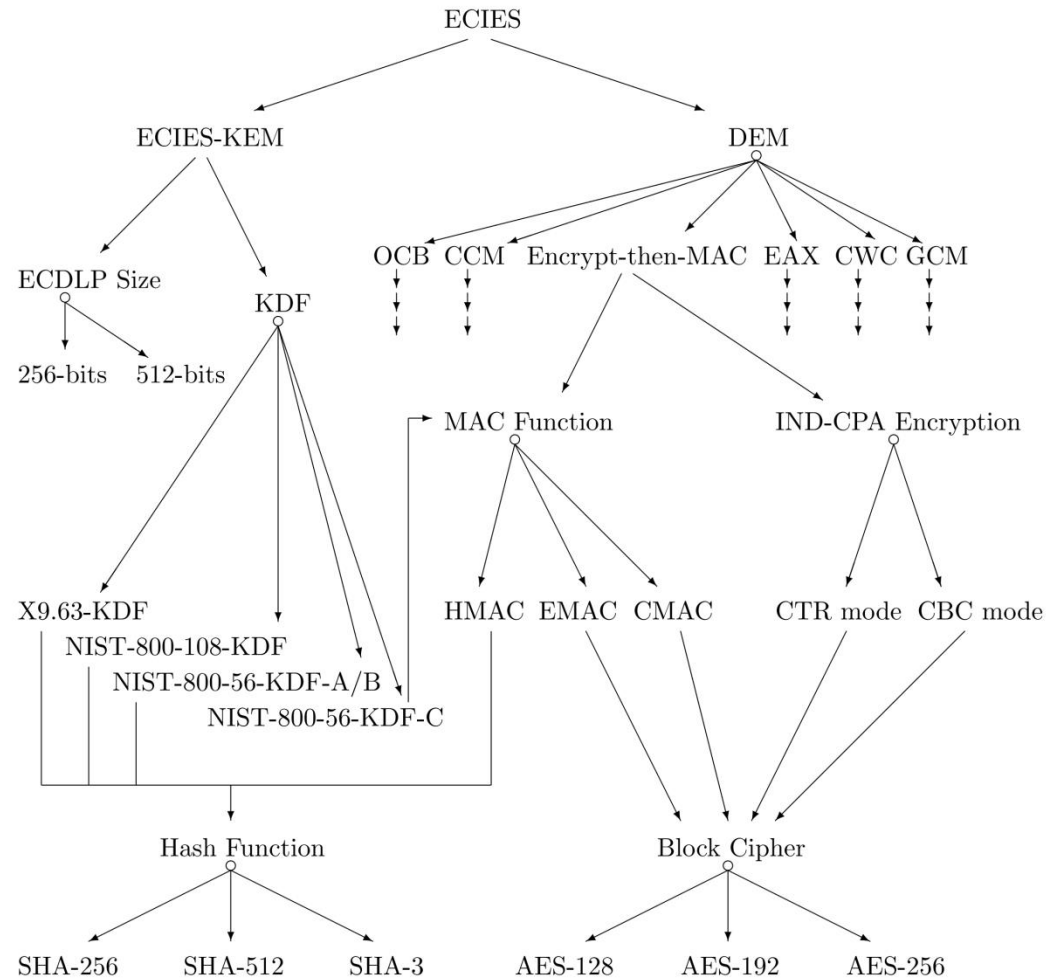 ECIES
ECIES-KEM DEM
OCB CCM Encrypt-then-MAC EAX CWC GCM
ECDLP Size
KDF
256-bits 512-bits
MAC Function IND-CPA Encryption
X9.63-KDF HMAC EMAC CMAC CTR mode CBC mode
NIST-800-108-KDF
NIST-800-56-KDF-A/B
NIST-800-56-KDF-C
Hash Function Block Cipher
SHA-256 SHA-512 SHA-3 AES-128 AES-192 AES-256